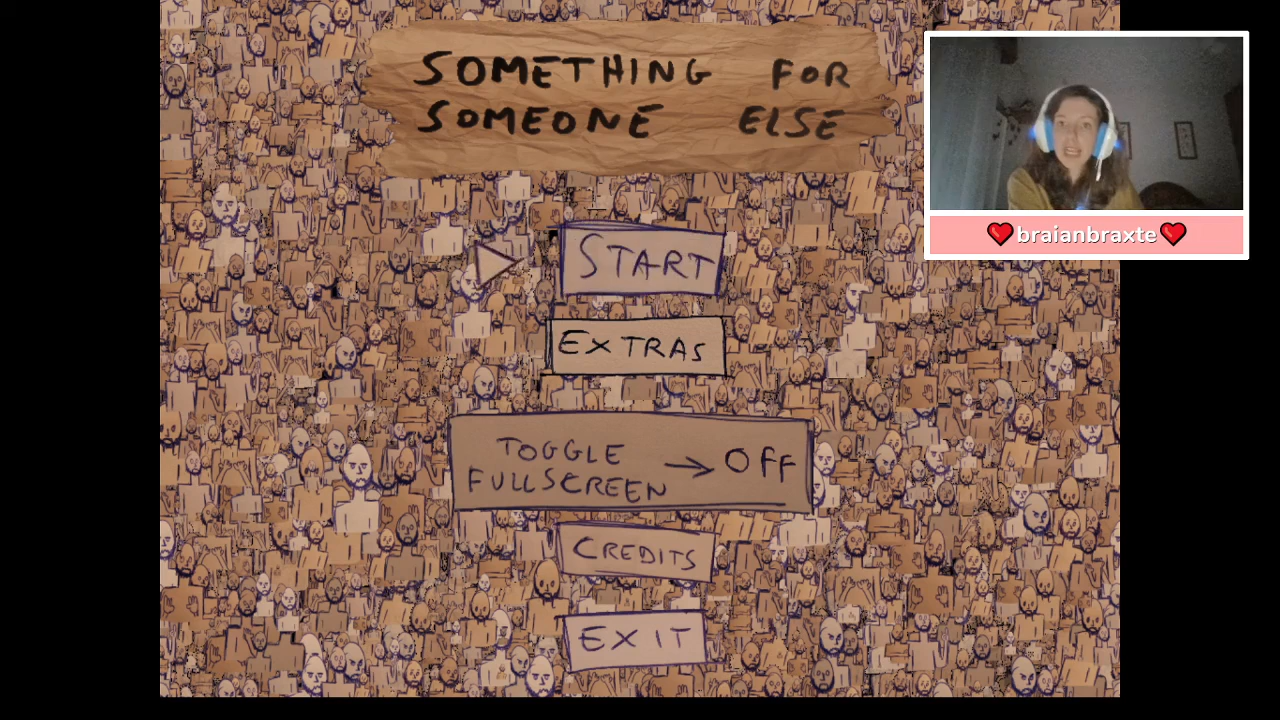 SOMETHING FOR
SOMEONE ELSE
braianbraxte
START
EXTRAS
TOGGLE
FULLSCREEN → OFF
CREDITS
EXIT